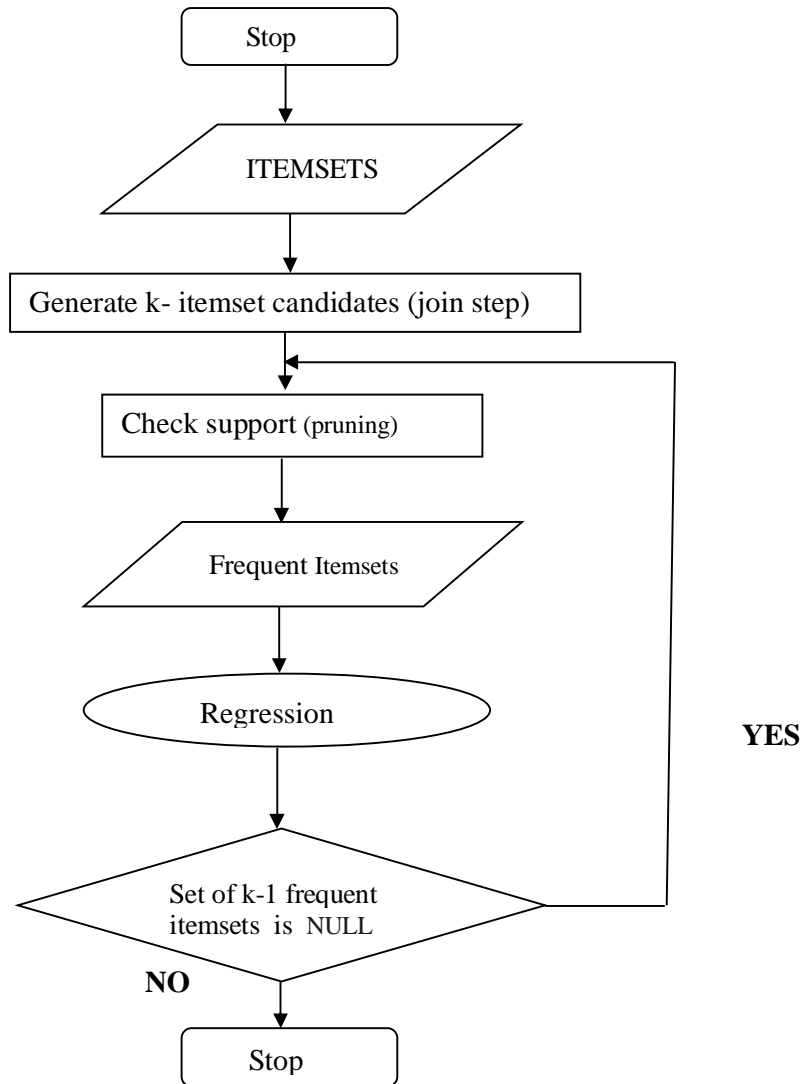 Stop
ITEMSETS
Generate k- itemset candidates (join step)
Check support (pruning)
Frequent Itemsets
Regression
YES
Set of k-1 frequent
itemsets is NULL
NO
Stop